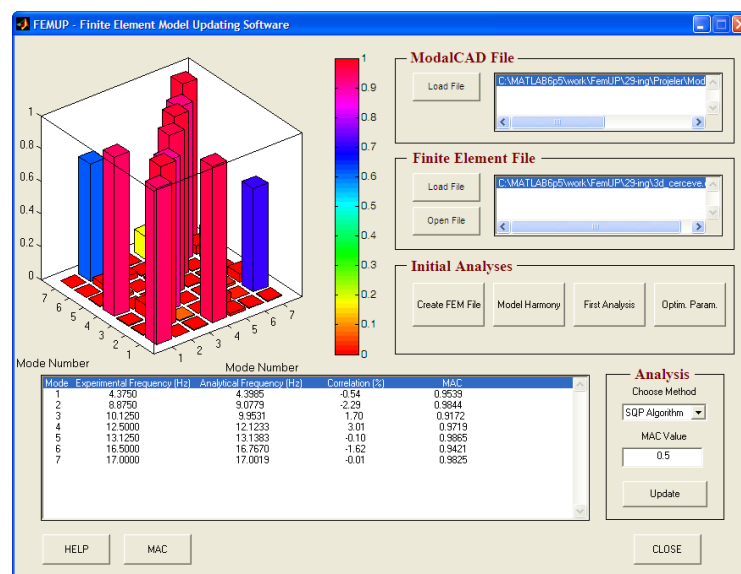 FEMUP - Finite Element Model Updating Software
1
0.8
0.6
0.4
0.2
0
7
6
5
4
3
2
1
1
2
3
4
5
6
7
Mode Number
Mode Number
1
0.9
0.8
0.7
0.6
0.5
0.4
0.3
0.2
0.1
0
ModalCAD File
Load File
C:\MATLAB6p5\work\FemUP\29-ing\Projeler\Mod
Finite Element File
Load File
C:\MATLAB6p5\work\FemUP\29-ing\3d_cerceve.
Open File
Initial Analyses
Create FEM File
Model Harmony
First Analysis
Optim. Param.
Mode Experimental Frequency (Hz) Analytical Frequency (Hz) Correlation (%) MAC
1 4.3750 4.3985 -0.54 0.9539
2 8.8750 9.0779 -2.29 0.9844
3 10.1250 9.9531 1.70 0.9172
4 12.5000 12.1233 3.01 0.9719
5 13.1250 13.1383 -0.10 0.9865
6 16.5000 16.7670 -1.62 0.9421
7 17.0000 17.0019 -0.01 0.9825
Analysis
Choose Method
SQP Algorithm
MAC Value
0.5
Update
HELP
MAC
CLOSE